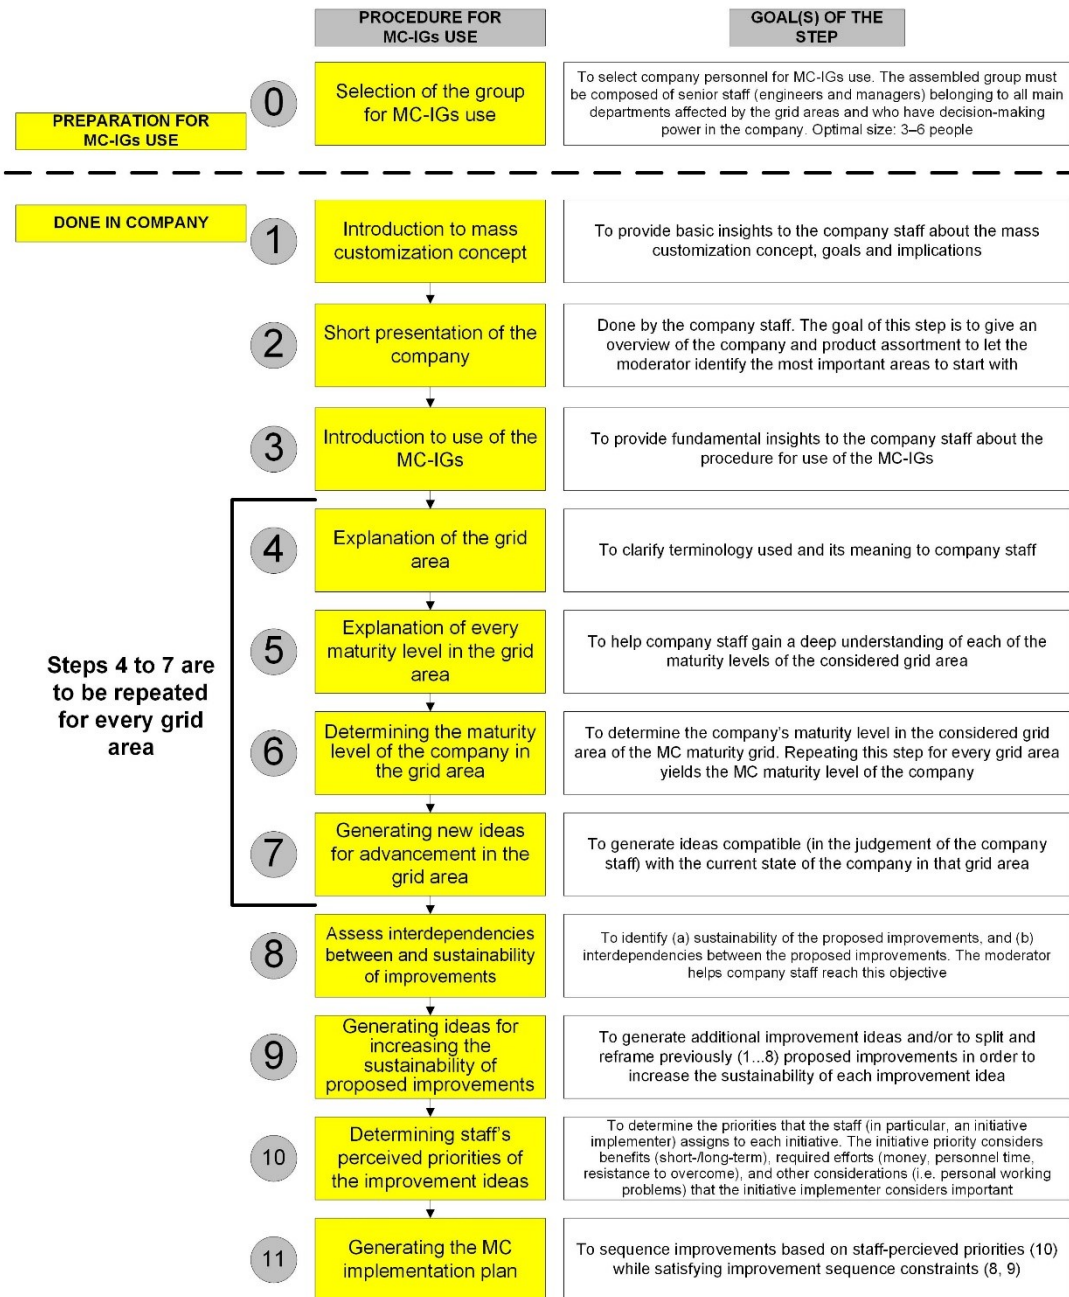 PROCEDURE FOR
MC-IGs USE
GOAL(S) OF THE
STEP
PREPARATION FOR
MC-IGs USE
0
Selection of the group
for MC-IGs use
To select company personnel for MC-IGs use. The assembled group must
be composed of senior staff (engineers and managers) belonging to all main
departments affected by the grid areas and who have decision-making
power in the company. Optimal size: 3–6 people
DONE IN COMPANY
1
Introduction to mass
customization concept
To provide basic insights to the company staff about the mass
customization concept, goals and implications
2
Short presentation of the
company
Done by the company staff. The goal of this step is to give an
overview of the company and product assortment to let the
moderator identify the most important areas to start with
3
Introduction to use of the
MC-IGs
To provide fundamental insights to the company staff about the
procedure for use of the MC-IGs
Steps 4 to 7 are
to be repeated
for every grid
area
4
Explanation of the grid
area
To clarify terminology used and its meaning to company staff
5
Explanation of every
maturity level in the grid
area
To help company staff gain a deep understanding of each of the
maturity levels of the considered grid area
6
Determining the maturity
level of the company in
the grid area
To determine the company's maturity level in the considered grid
area of the MC maturity grid. Repeating this step for every grid area
yields the MC maturity level of the company
7
Generating new ideas
for advancement in the
grid area
To generate ideas compatible (in the judgement of the company
staff) with the current state of the company in that grid area
8
Assess interdependencies
between and sustainability
of improvements
To identify (a) sustainability of the proposed improvements, and (b)
interdependencies between the proposed improvements. The moderator
helps company staff reach this objective
9
Generating ideas for
increasing the
sustainability of
proposed improvements
To generate additional improvement ideas and/or to split and
reframe previously (1...8) proposed improvements in order to
increase the sustainability of each improvement idea
10
Determining staff's
perceived priorities of
the improvement ideas
To determine the priorities that the staff (in particular, an initiative
implementer) assigns to each initiative. The initiative priority considers
benefits (short-/long-term), required efforts (money, personnel time,
resistance to overcome), and other considerations (i.e. personal working
problems) that the initiative implementer considers important
11
Generating the MC
implementation plan
To sequence improvements based on staff-percieved priorities (10)
while satisfying improvement sequence constraints (8, 9)